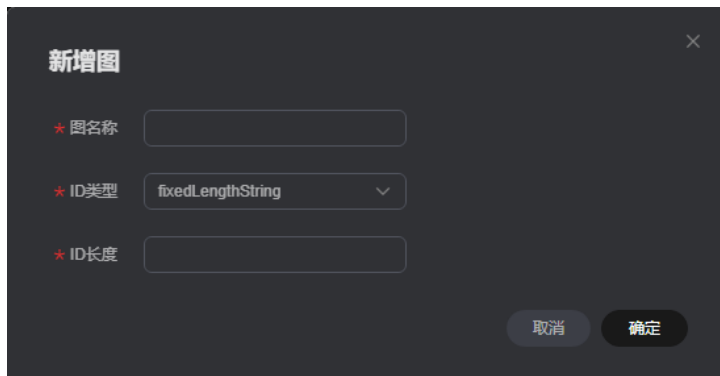 新增图
* 图名称
* ID类型 fixedLengthString
* ID长度
取消 确定